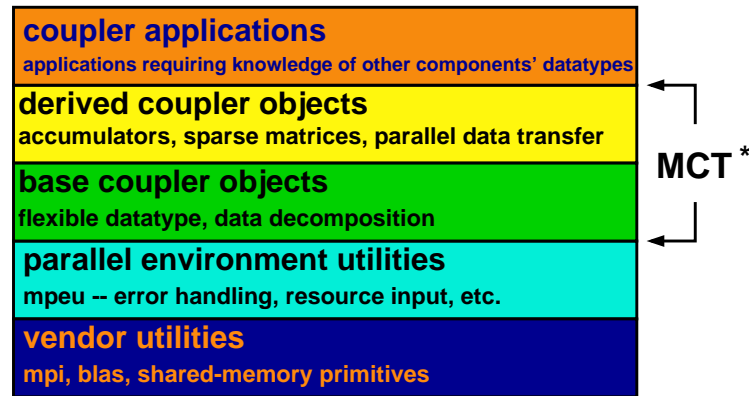 coupler applications
applications requiring knowledge of other components’ datatypes
derived coupler objects
accumulators, sparse matrices, parallel data transfer
MCT *
base coupler objects
flexible datatype, data decomposition
parallel environment utilities
mpeu -- error handling, resource input, etc.
vendor utilities
mpi, blas, shared-memory primitives